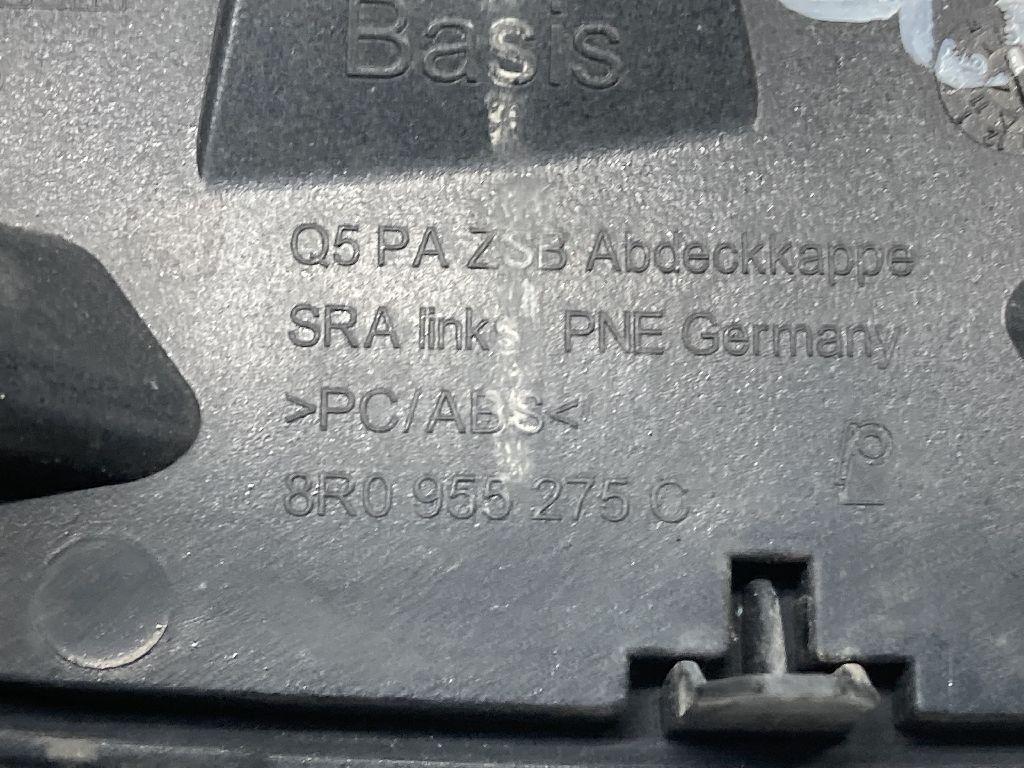 Basis
Q5 PA ZSB Abdeckkappe
SRA links PNE Germany
>PC/ABS<
8R0 955 275 C